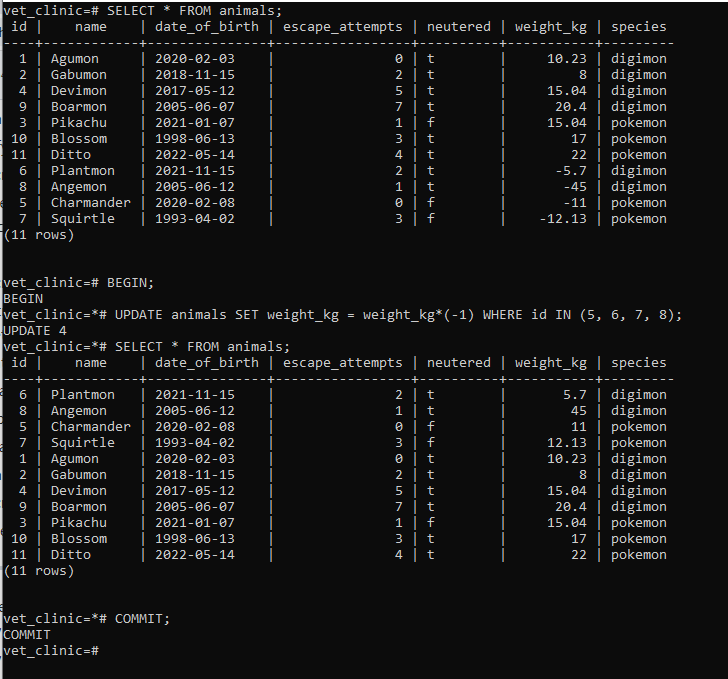 vet_clinic=# SELECT * FROM animals;
 id |    name    | date_of_birth | escape_attempts | neutered | weight_kg | species
----+------------+---------------+-----------------+----------+-----------+---------
  1 | Agumon     | 2020-02-03    |               0 | t        |     10.23 | digimon
  2 | Gabumon    | 2018-11-15    |               2 | t        |         8 | digimon
  4 | Devimon    | 2017-05-12    |               5 | t        |     15.04 | digimon
  9 | Boarmon    | 2005-06-07    |               7 | t        |      20.4 | digimon
  3 | Pikachu    | 2021-01-07    |               1 | f        |     15.04 | pokemon
 10 | Blossom    | 1998-06-13    |               3 | t        |        17 | pokemon
 11 | Ditto      | 2022-05-14    |               4 | t        |        22 | pokemon
  6 | Plantmon   | 2021-11-15    |               2 | t        |      -5.7 | digimon
  8 | Angemon    | 2005-06-12    |               1 | t        |       -45 | digimon
  5 | Charmander | 2020-02-08    |               0 | f        |       -11 | pokemon
  7 | Squirtle   | 1993-04-02    |               3 | f        |    -12.13 | pokemon
(11 rows)
vet_clinic=# BEGIN;
BEGIN
vet_clinic=*# UPDATE animals SET weight_kg = weight_kg*(-1) WHERE id IN (5, 6, 7, 8);
UPDATE 4
vet_clinic=*# SELECT * FROM animals;
 id |    name    | date_of_birth | escape_attempts | neutered | weight_kg | species
----+------------+---------------+-----------------+----------+-----------+---------
  6 | Plantmon   | 2021-11-15    |               2 | t        |       5.7 | digimon
  8 | Angemon    | 2005-06-12    |               1 | t        |        45 | digimon
  5 | Charmander | 2020-02-08    |               0 | f        |        11 | pokemon
  7 | Squirtle   | 1993-04-02    |               3 | f        |     12.13 | pokemon
  1 | Agumon     | 2020-02-03    |               0 | t        |     10.23 | digimon
  2 | Gabumon    | 2018-11-15    |               2 | t        |         8 | digimon
  4 | Devimon    | 2017-05-12    |               5 | t        |     15.04 | digimon
  9 | Boarmon    | 2005-06-07    |               7 | t        |      20.4 | digimon
  3 | Pikachu    | 2021-01-07    |               1 | f        |     15.04 | pokemon
 10 | Blossom    | 1998-06-13    |               3 | t        |        17 | pokemon
 11 | Ditto      | 2022-05-14    |               4 | t        |        22 | pokemon
(11 rows)
vet_clinic=*# COMMIT;
COMMIT
vet_clinic=#